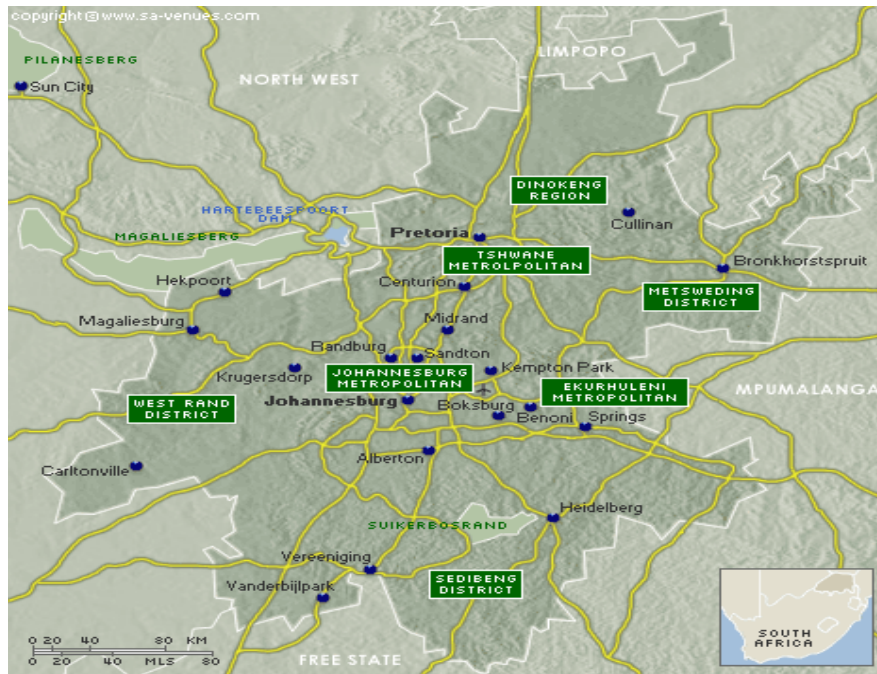 copyright@www.sa-venues.com
LIMPOPO
PILANESBERG
NORTH WEST
Sun City
DINOKENG
REGION
HARTEBEESPOORT
DAM
Cullinan
Pretoria
MAGALIESBERG
TSHWANE
METROLPOLITAN
Bronkhorstspruit
Hekpoort
Centurion
METSWEDING
DISTRICT
Magaliesburg
Midrand
Randburg
Sandton
Krugersdorp
Kempton Park
JOHANNESBURG
METROPOLITAN
EKURHULENI
METROPOLITAN
MPUMALANGA
WEST RAND
DISTRICT
Johannesburg
Boksburg
Benoni
Springs
Alberton
Carltonville
Heidelberg
SUIKERBOSRAND
Vereeniging
Vanderbijlpark
SEDIBENG
DISTRICT
FREE STATE
0 20 40 80 KM
0 20 40 MLS 80
SOUTH
AFRICA